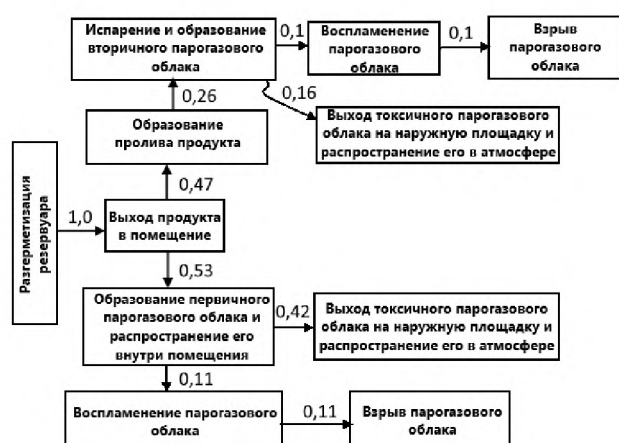 Испарение и образование
вторичного парогазового
облака
0,1
Воспламенение
парогазового
облака
0,1
Взрыв
парогазового
облака
0,26
0,16
Образование
пролива продукта
Выход токсичного парогазового
облака на наружную площадку и
распространие его в атмосфере
0,47
Разгерметизация
резервуара
1,0
Выход продукта
в помещение
0,53
Образование первичного
парогазового облака и
распространение его
внутри помещения
0,42
Выход токсичного парогазового
облака на наружную площадку и
распространие его в атмосфере
0,11
Воспламенение парогазового
облака
0,11
Взрыв парогазового
облака